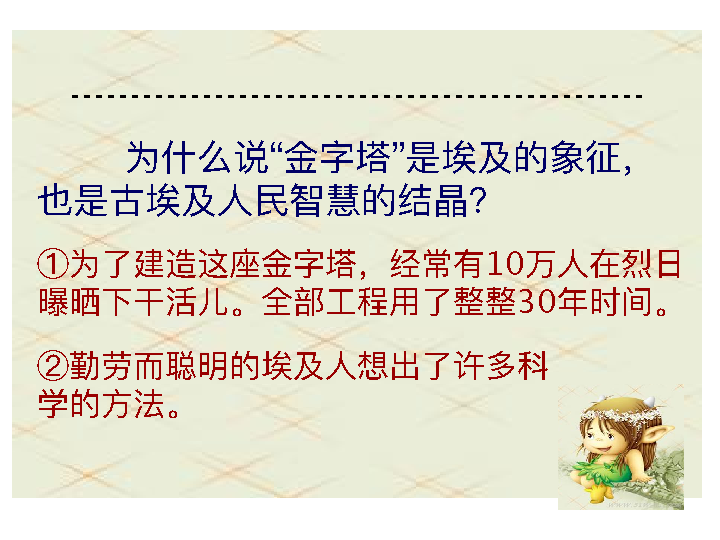 为什么说“金字塔”是埃及的象征,
也是古埃及人民智慧的结晶?
①为了建造这座金字塔，经常有10万人在烈日
曝晒下干活儿。全部工程用了整整30年时间。
②勤劳而聪明的埃及人想出了许多科
学的方法。